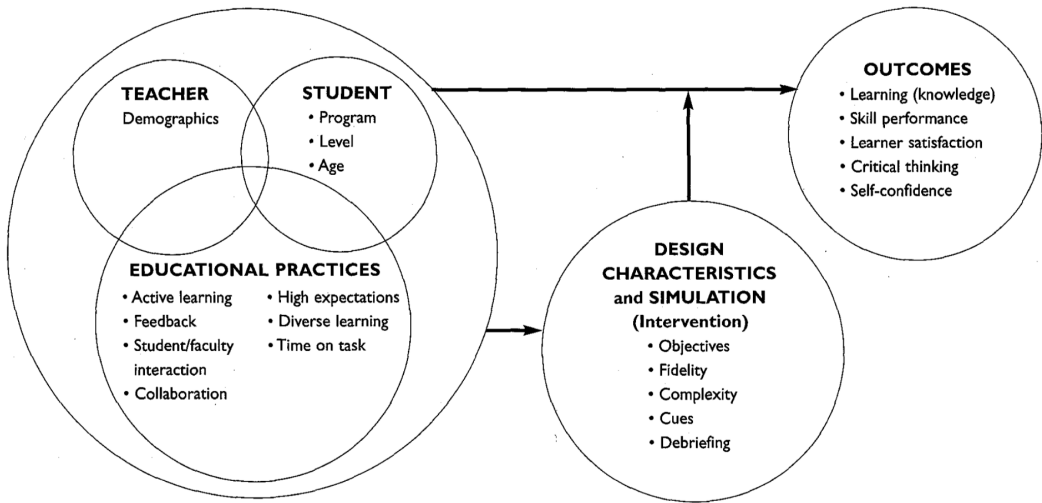 TEACHER
Demographics
STUDENT
• Program
• Level
• Age
EDUCATIONAL PRACTICES
• Active learning
• Feedback
• Student/faculty
interaction
• Collaboration
• High expectations
• Diverse learning
• Time on task
DESIGN
CHARACTERISTICS
and SIMULATION
(Intervention)
• Objectives
• Fidelity
• Complexity
• Cues
• Debriefing
OUTCOMES
• Learning (knowledge)
• Skill performance
• Learner satisfaction
• Critical thinking
• Self-confidence